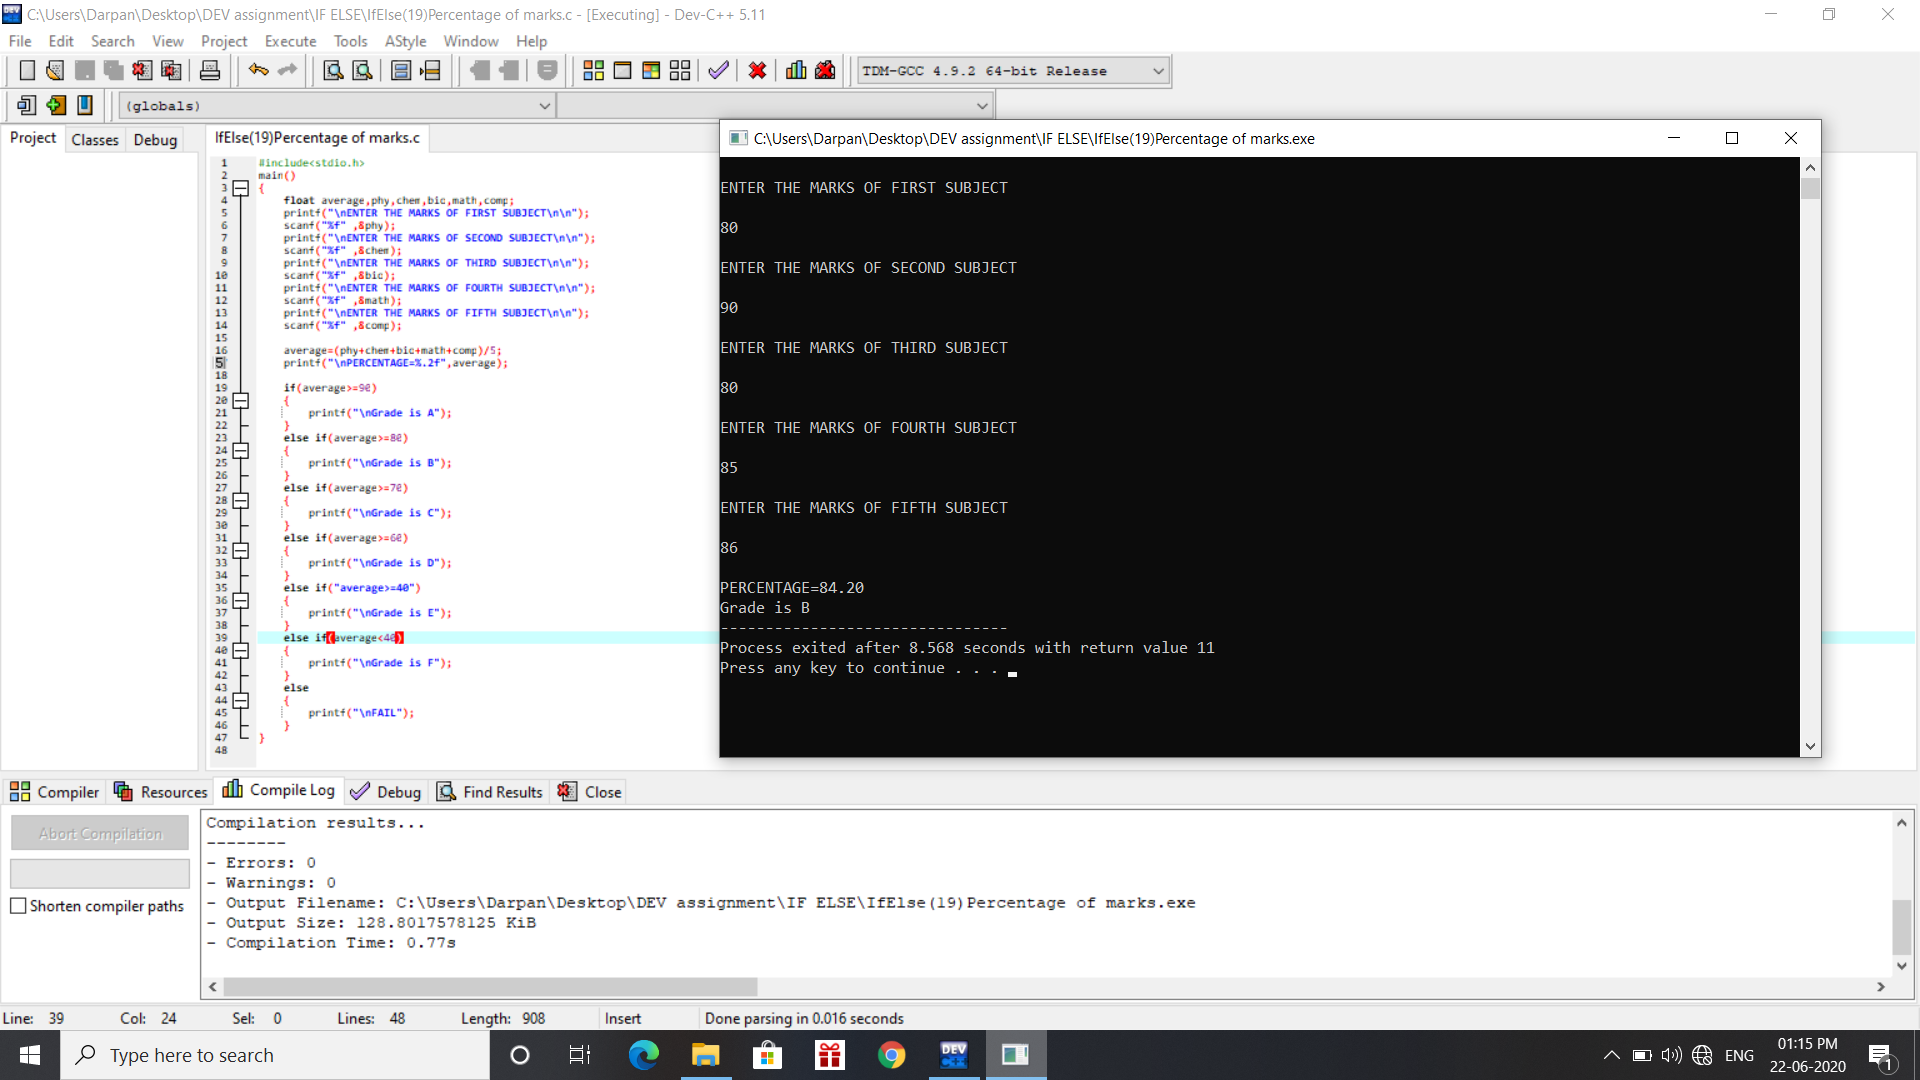 C:\Users\Darpan\Desktop\DEV assignment\IF ELSE\IfElse(19)Percentage of marks.c - [Executing] - Dev-C++ 5.11
File Edit Search View Project Execute Tools AStyle Window Help
TDM-GCC 4.9.2 64-bit Release
(globals)
Project Classes Debug
IfElse(19)Percentage of marks.c
1 #include<stdio.h>
2 main()
3 {
4 float average,phy,chem,bio,math,comp;
5 printf("\nENTER THE MARKS OF FIRST SUBJECT\n\n");
6 scanf("%f" ,&phy);
7 printf("\nENTER THE MARKS OF SECOND SUBJECT\n\n");
8 scanf("%f" ,&chem);
9 printf("\nENTER THE MARKS OF THIRD SUBJECT\n\n");
10 scanf("%f" ,&bio);
11 printf("\nENTER THE MARKS OF FOURTH SUBJECT\n\n");
12 scanf("%f" ,&math);
13 printf("\nENTER THE MARKS OF FIFTH SUBJECT\n\n");
14 scanf("%f" ,&comp);
15
16 average=(phy+chem+bio+math+comp)/5;
5 printf("\nPERCENTAGE=%.2f",average);
18
19 if(average>=90)
20 {
21 printf("\nGrade is A");
22 }
23 else if(average>=80)
24 {
25 printf("\nGrade is B");
26 }
27 else if(average>=70)
28 {
29 printf("\nGrade is C");
30 }
31 else if(average>=60)
32 {
33 printf("\nGrade is D");
34 }
35 else if("average>=40")
36 {
37 printf("\nGrade is E");
38 }
39 else if(average<40)
40 {
41 printf("\nGrade is F");
42 }
43 else
44 {
45 printf("\nFAIL");
46 }
47 }
48
C:\Users\Darpan\Desktop\DEV assignment\IF ELSE\IfElse(19)Percentage of marks.exe
ENTER THE MARKS OF FIRST SUBJECT
80
ENTER THE MARKS OF SECOND SUBJECT
90
ENTER THE MARKS OF THIRD SUBJECT
80
ENTER THE MARKS OF FOURTH SUBJECT
85
ENTER THE MARKS OF FIFTH SUBJECT
86
PERCENTAGE=84.20
Grade is B
--------------------------------
Process exited after 8.568 seconds with return value 11
Press any key to continue . . .
Compiler Resources Compile Log Debug Find Results Close
Abort Compilation
Shorten compiler paths
Compilation results...
--------
- Errors: 0
- Warnings: 0
- Output Filename: C:\Users\Darpan\Desktop\DEV assignment\IF ELSE\IfElse(19)Percentage of marks.exe
- Output Size: 128.8017578125 KiB
- Compilation Time: 0.77s
Line: 39 Col: 24 Sel: 0 Lines: 48 Length: 908 Insert Done parsing in 0.016 seconds
Type here to search
DEV C++
ENG
01:15 PM
22-06-2020
1